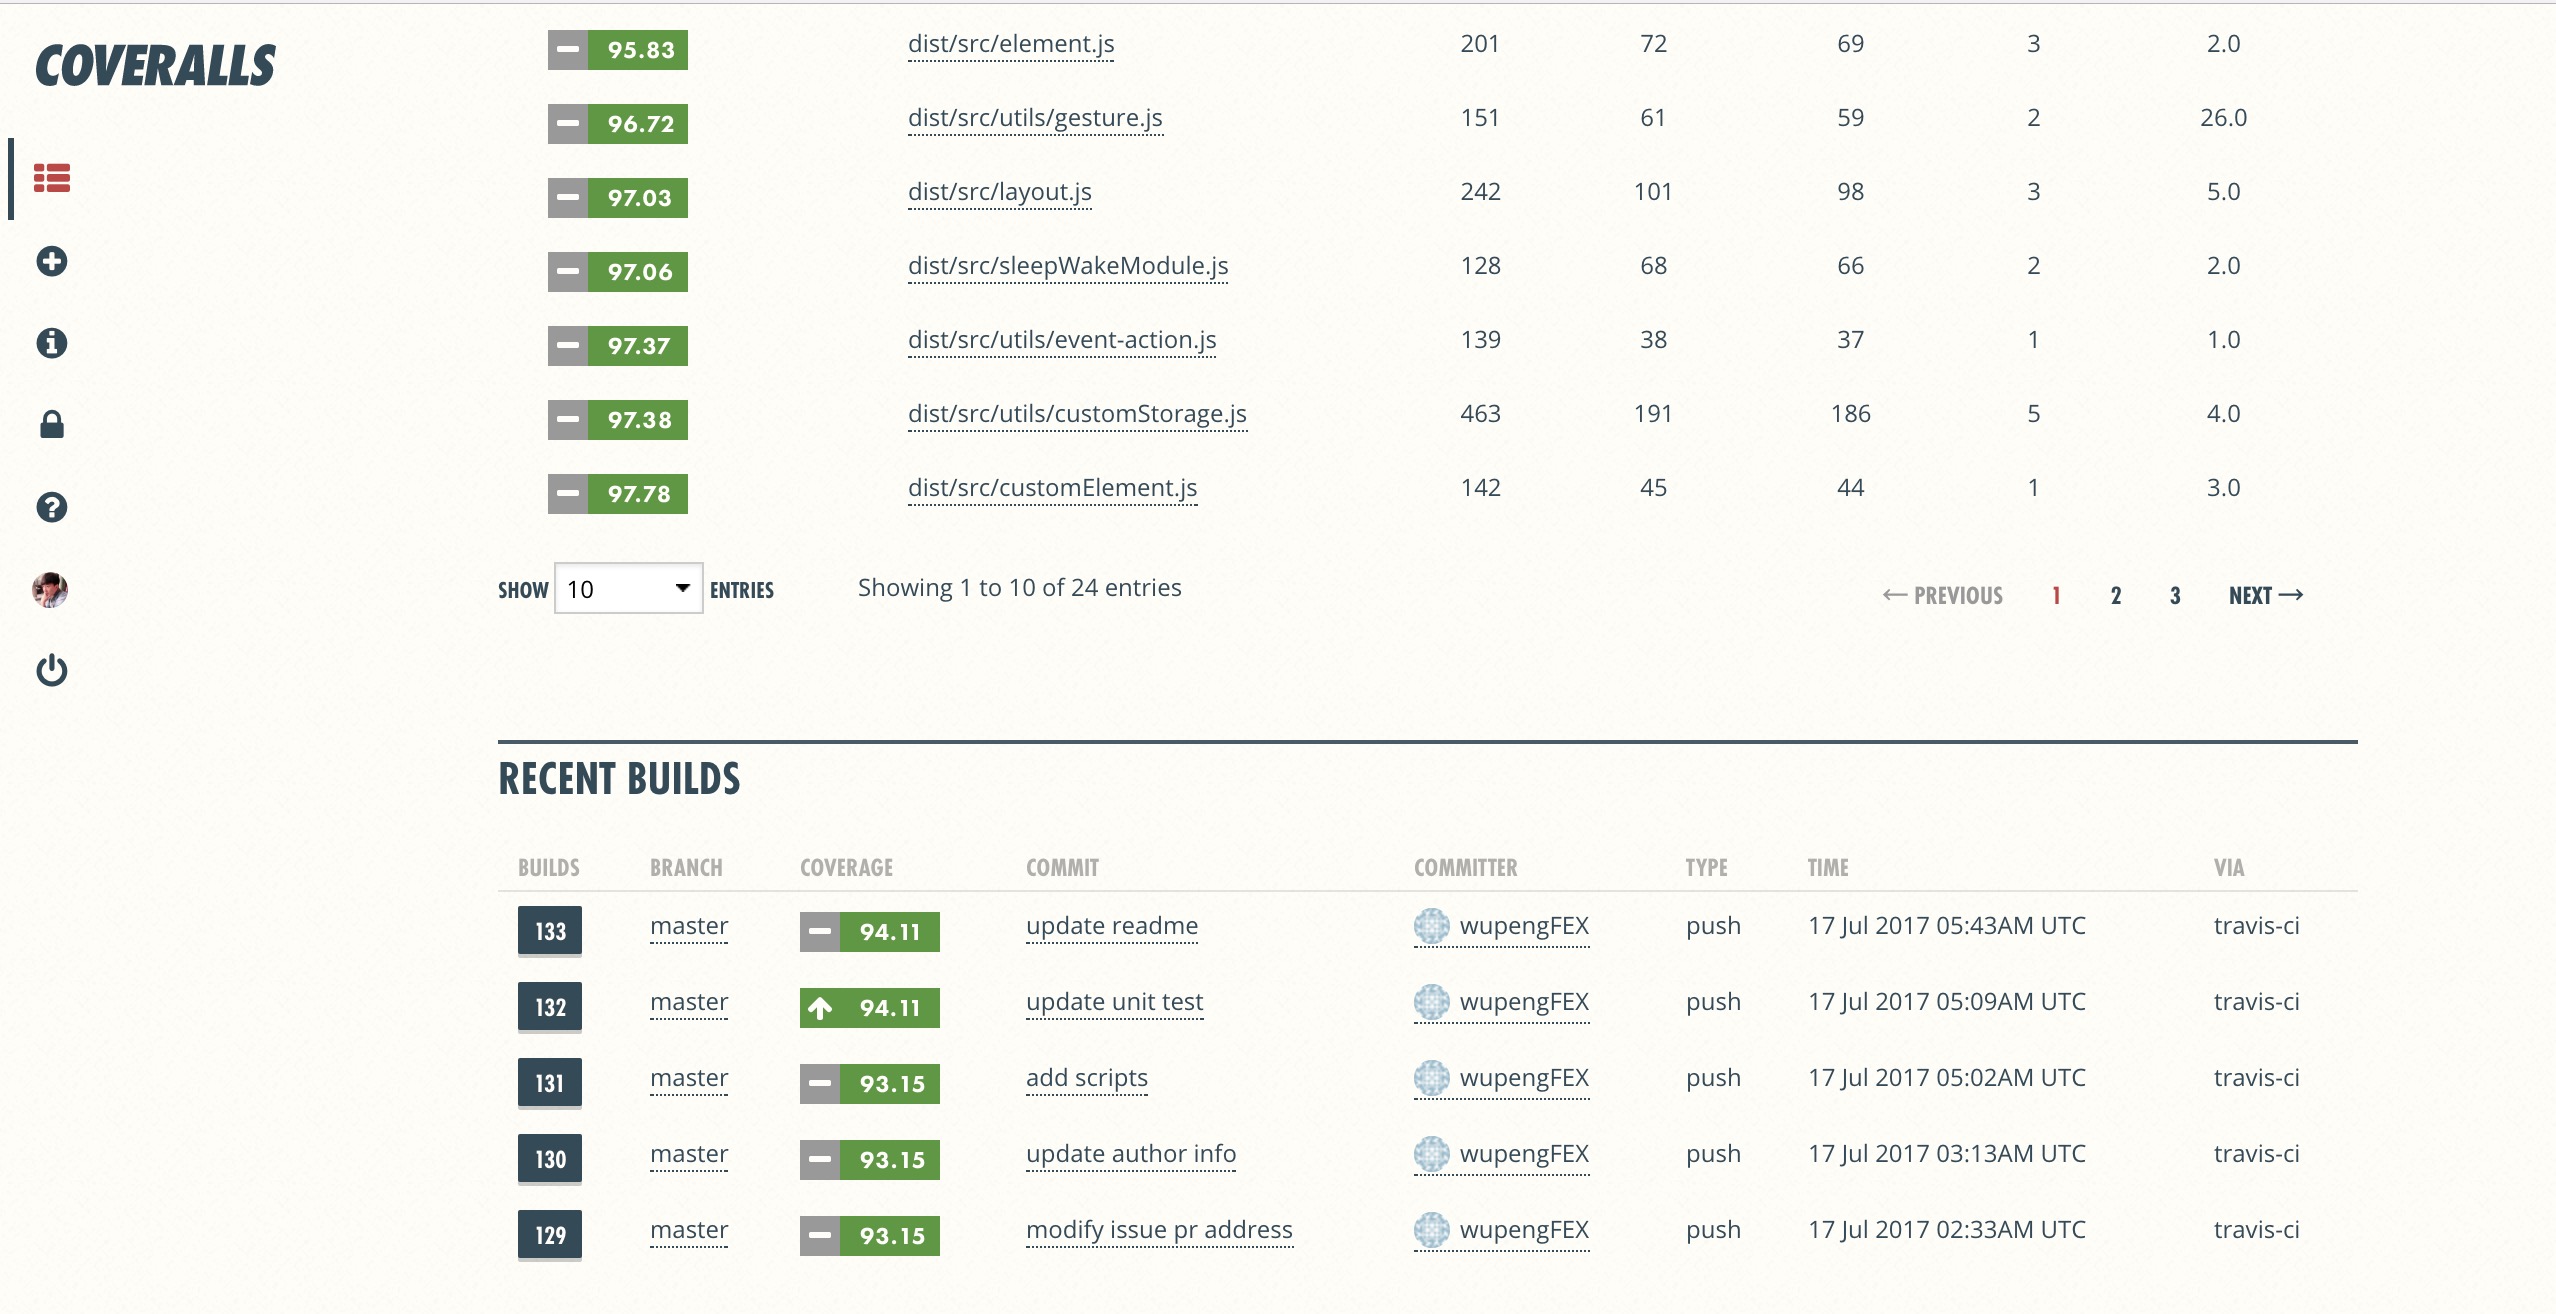 COVERALLS
95.83 dist/src/element.js 201 72 69 3 2.0
96.72 dist/src/utils/gesture.js 151 61 59 2 26.0
97.03 dist/src/layout.js 242 101 98 3 5.0
97.06 dist/src/sleepWakeModule.js 128 68 66 2 2.0
97.37 dist/src/utils/event-action.js 139 38 37 1 1.0
97.38 dist/src/utils/customStorage.js 463 191 186 5 4.0
97.78 dist/src/customElement.js 142 45 44 1 3.0
SHOW 10 ENTRIES Showing 1 to 10 of 24 entries ← PREVIOUS 1 2 3 NEXT →
RECENT BUILDS
BUILDS BRANCH COVERAGE COMMIT COMMITTER TYPE TIME VIA
133 master 94.11 update readme wupengFEX push 17 Jul 2017 05:43AM UTC travis-ci
132 master 94.11 update unit test wupengFEX push 17 Jul 2017 05:09AM UTC travis-ci
131 master 93.15 add scripts wupengFEX push 17 Jul 2017 05:02AM UTC travis-ci
130 master 93.15 update author info wupengFEX push 17 Jul 2017 03:13AM UTC travis-ci
129 master 93.15 modify issue pr address wupengFEX push 17 Jul 2017 02:33AM UTC travis-ci